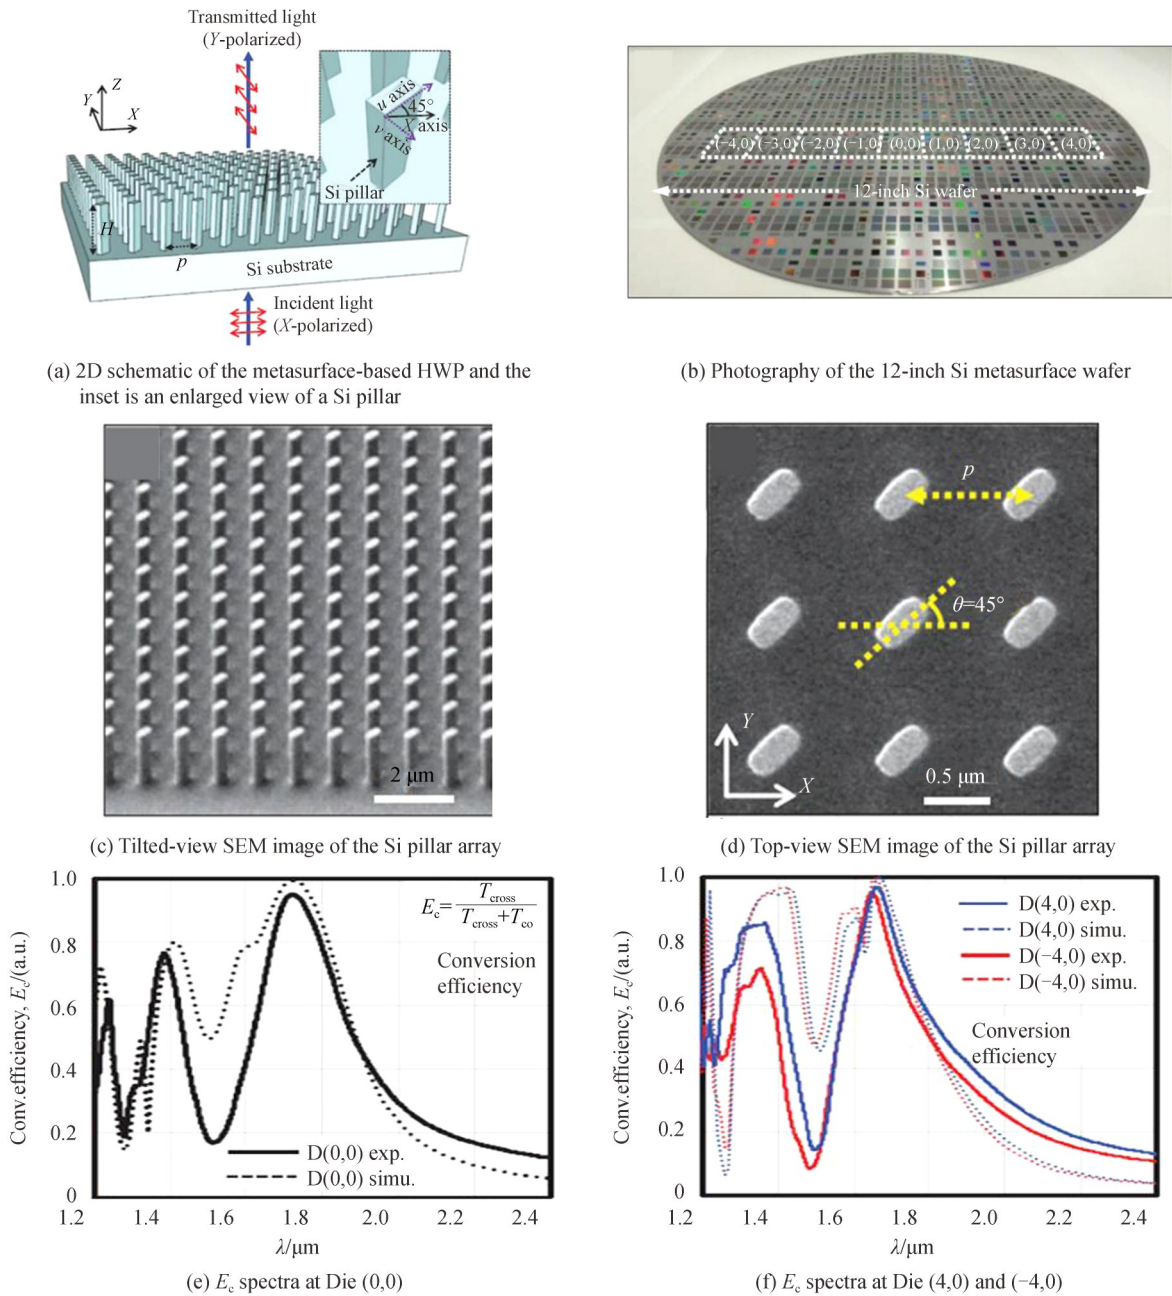 Transmitted light
(Y-polarized)
Z
Y
X
u axis
45°
X axis
v axis
Si pillar
H
p
Si substrate
Incident light
(X-polarized)
(a) 2D schematic of the metasurface-based HWP and the
inset is an enlarged view of a Si pillar
(−4,0) (−3,0) (−2,0) (−1,0) (0,0) (1,0) (2,0) (3,0) (4,0)
12-inch Si wafer
(b) Photography of the 12-inch Si metasurface wafer
2 μm
(c) Tilted-view SEM image of the Si pillar array
p
θ=45°
Y
X
0.5 μm
(d) Top-view SEM image of the Si pillar array
Conv.efficiency, Ec/(a.u.)
1.0
0.8
0.6
0.4
0.2
0
Ec=Tcross/(Tcross+Tco)
Conversion
efficiency
D(0,0) exp.
D(0,0) simu.
1.2 1.4 1.6 1.8 2.0 2.2 2.4
λ/μm
(e) Ec spectra at Die (0,0)
Conv.efficiency, Ec/(a.u.)
1.0
0.8
0.6
0.4
0.2
0
D(4,0) exp.
D(4,0) simu.
D(−4,0) exp.
D(−4,0) simu.
Conversion
efficiency
1.2 1.4 1.6 1.8 2.0 2.2 2.4
λ/μm
(f) Ec spectra at Die (4,0) and (−4,0)